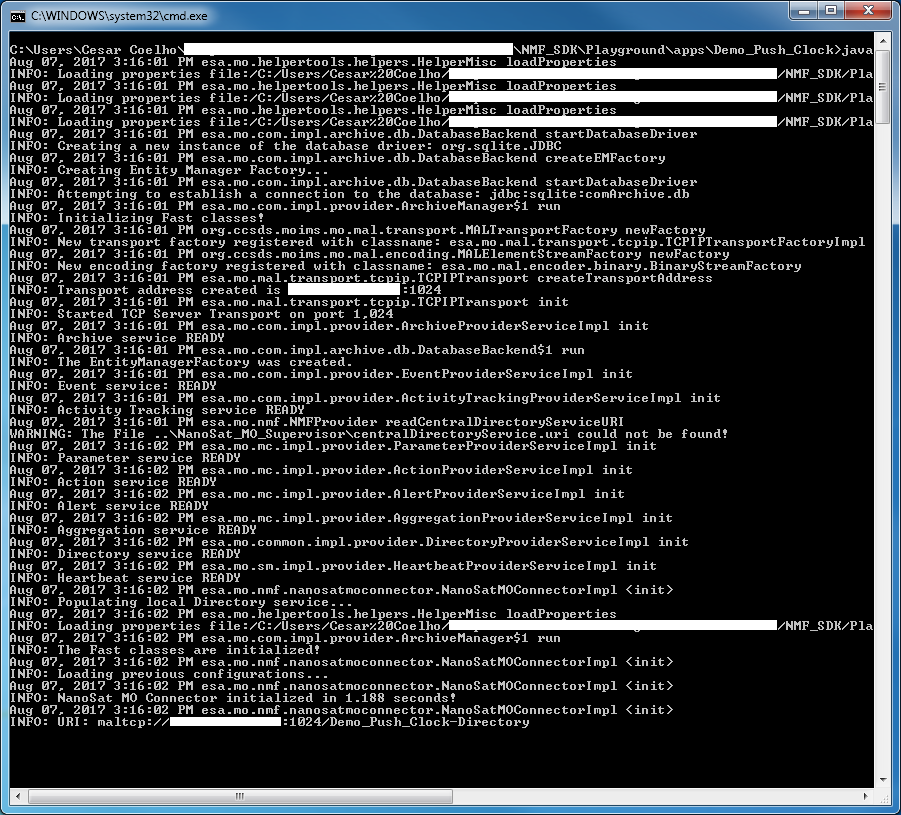 C:\WINDOWS\system32\cmd.exe
C:\Users\Cesar Coelho\ \NMF_SDK\Playground\apps\Demo_Push_Clock>java
Aug 07, 2017 3:16:01 PM esa.mo.helpertools.helpers.HelperMisc loadProperties
INFO: Loading properties file:/C:/Users/Cesar%20Coelho/ /NMF_SDK/Pla
Aug 07, 2017 3:16:01 PM esa.mo.helpertools.helpers.HelperMisc loadProperties
INFO: Loading properties file:/C:/Users/Cesar%20Coelho/ /NMF_SDK/Pla
Aug 07, 2017 3:16:01 PM esa.mo.helpertools.helpers.HelperMisc loadProperties
INFO: Loading properties file:/C:/Users/Cesar%20Coelho/ /NMF_SDK/Pla
Aug 07, 2017 3:16:01 PM esa.mo.com.impl.archive.db.DatabaseBackend startDatabaseDriver
INFO: Creating a new instance of the database driver: org.sqlite.JDBC
Aug 07, 2017 3:16:01 PM esa.mo.com.impl.archive.db.DatabaseBackend createEMFactory
INFO: Creating Entity Manager Factory...
Aug 07, 2017 3:16:01 PM esa.mo.com.impl.archive.db.DatabaseBackend startDatabaseDriver
INFO: Attempting to establish a connection to the database: jdbc:sqlite:comArchive.db
Aug 07, 2017 3:16:01 PM esa.mo.com.impl.provider.ArchiveManager$1 run
INFO: Initializing Fast classes!
Aug 07, 2017 3:16:01 PM org.ccsds.moims.mo.mal.transport.MALTransportFactory newFactory
INFO: New transport factory registered with classname: esa.mo.mal.transport.tcpip.TCPIPTransportFactoryImpl
Aug 07, 2017 3:16:01 PM org.ccsds.moims.mo.mal.encoding.MALElementStreamFactory newFactory
INFO: New encoding factory registered with classname: esa.mo.mal.encoder.binary.BinaryStreamFactory
Aug 07, 2017 3:16:01 PM esa.mo.mal.transport.tcpip.TCPIPTransport createTransportAddress
INFO: Transport address created is :1024
Aug 07, 2017 3:16:01 PM esa.mo.mal.transport.tcpip.TCPIPTransport init
INFO: Started TCP Server Transport on port 1,024
Aug 07, 2017 3:16:01 PM esa.mo.com.impl.provider.ArchiveProviderServiceImpl init
INFO: Archive service READY
Aug 07, 2017 3:16:01 PM esa.mo.com.impl.archive.db.DatabaseBackend$1 run
INFO: The EntityManagerFactory was created.
Aug 07, 2017 3:16:01 PM esa.mo.com.impl.provider.EventProviderServiceImpl init
INFO: Event service: READY
Aug 07, 2017 3:16:01 PM esa.mo.com.impl.provider.ActivityTrackingProviderServiceImpl init
INFO: Activity Tracking service READY
Aug 07, 2017 3:16:01 PM esa.mo.nmf.NMFProvider readCentralDirectoryServiceURI
WARNING: The File ..\NanoSat_MO_Supervisor\centralDirectoryService.uri could not be found!
Aug 07, 2017 3:16:02 PM esa.mo.mc.impl.provider.ParameterProviderServiceImpl init
INFO: Parameter service READY
Aug 07, 2017 3:16:02 PM esa.mo.mc.impl.provider.ActionProviderServiceImpl init
INFO: Action service READY
Aug 07, 2017 3:16:02 PM esa.mo.mc.impl.provider.AlertProviderServiceImpl init
INFO: Alert service READY
Aug 07, 2017 3:16:02 PM esa.mo.mc.impl.provider.AggregationProviderServiceImpl init
INFO: Aggregation service READY
Aug 07, 2017 3:16:02 PM esa.mo.common.impl.provider.DirectoryProviderServiceImpl init
INFO: Directory service READY
Aug 07, 2017 3:16:02 PM esa.mo.sm.impl.provider.HeartbeatProviderServiceImpl init
INFO: Heartbeat service READY
Aug 07, 2017 3:16:02 PM esa.mo.nmf.nanosatmoconnector.NanoSatMOConnectorImpl <init>
INFO: Populating local Directory service...
Aug 07, 2017 3:16:02 PM esa.mo.helpertools.helpers.HelperMisc loadProperties
INFO: Loading properties file:/C:/Users/Cesar%20Coelho/ /NMF_SDK/Pla
Aug 07, 2017 3:16:02 PM esa.mo.com.impl.provider.ArchiveManager$1 run
INFO: The Fast classes are initialized!
Aug 07, 2017 3:16:02 PM esa.mo.nmf.nanosatmoconnector.NanoSatMOConnectorImpl <init>
INFO: Loading previous configurations...
Aug 07, 2017 3:16:02 PM esa.mo.nmf.nanosatmoconnector.NanoSatMOConnectorImpl <init>
INFO: NanoSat MO Connector initialized in 1.188 seconds!
Aug 07, 2017 3:16:02 PM esa.mo.nmf.nanosatmoconnector.NanoSatMOConnectorImpl <init>
INFO: URI: maltcp:// :1024/Demo_Push_Clock-Directory